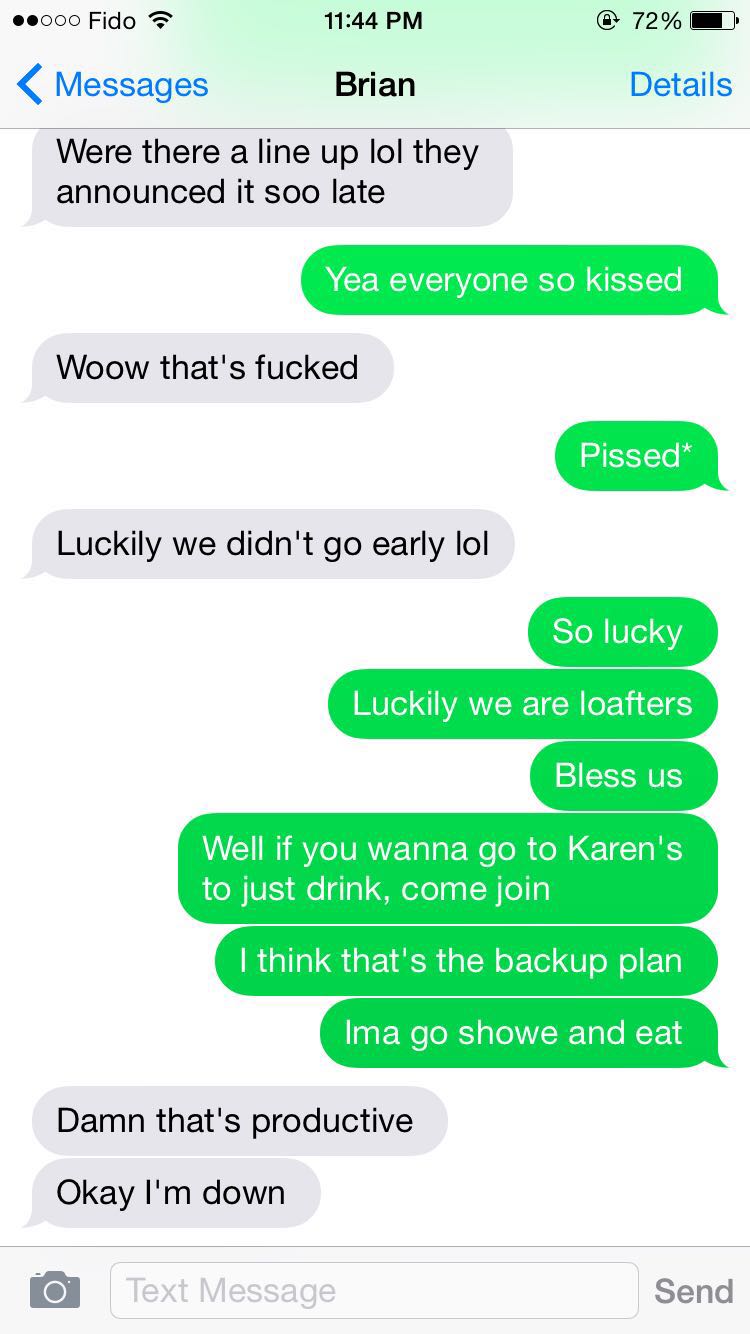 Fido 11:44 PM 72%
Messages Brian Details
Were there a line up lol they
announced it soo late
Yea everyone so kissed
Woow that's fucked
Pissed*
Luckily we didn't go early lol
So lucky
Luckily we are loafters
Bless us
Well if you wanna go to Karen's
to just drink, come join
I think that's the backup plan
Ima go showe and eat
Damn that's productive
Okay I'm down
Text Message Send